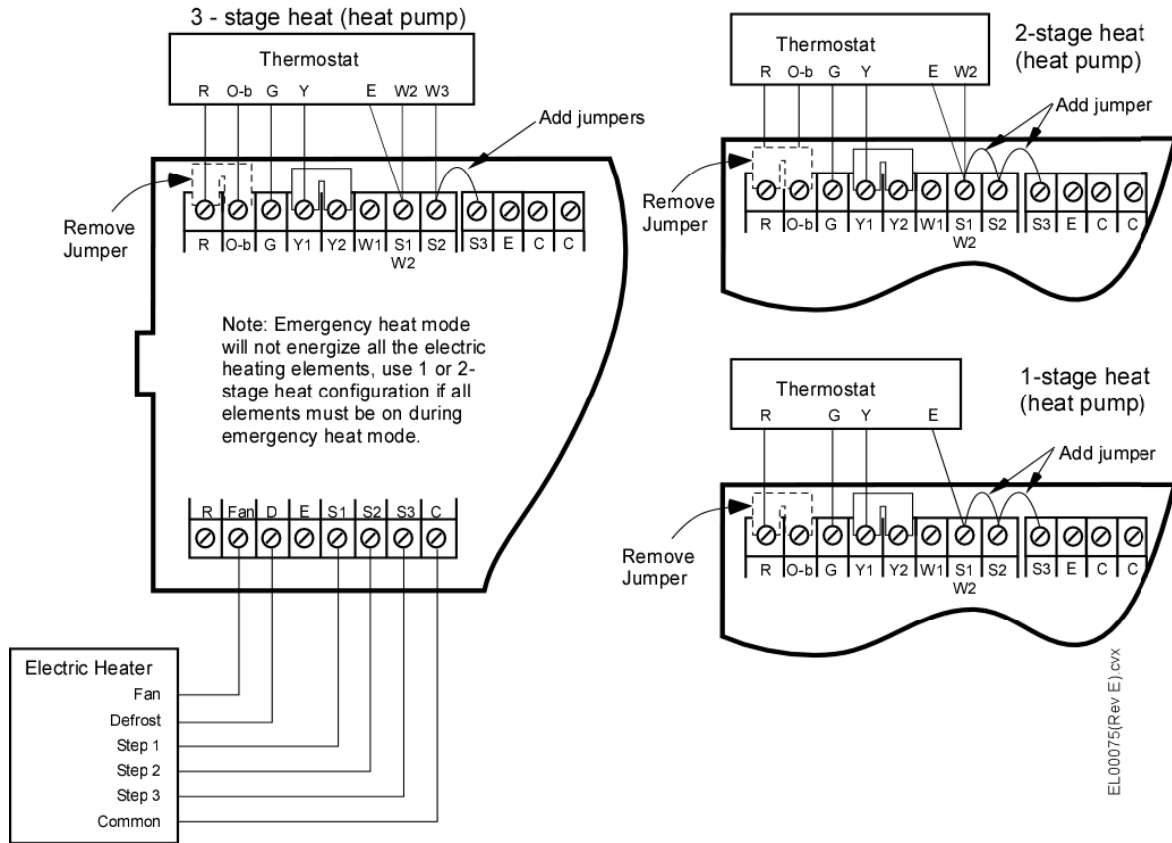 3 - stage heat (heat pump)
Thermostat
R O-b G Y E W2 W3
Add jumpers
Remove
Jumper
R O-b G Y1 Y2 W1 S1 S2 S3 E C C
W2
Note: Emergency heat mode
will not energize all the electric
heating elements, use 1 or 2-
stage heat configuration if all
elements must be on during
emergency heat mode.
R Fan D E S1 S2 S3 C
Electric Heater
Fan
Defrost
Step 1
Step 2
Step 3
Common
2-stage heat
(heat pump)
Thermostat
R O-b G Y E W2
Add jumper
Remove
Jumper
R O-b G Y1 Y2 W1 S1 S2 S3 E C C
W2
1-stage heat
(heat pump)
Thermostat
R G Y E
Add jumper
Remove
Jumper
R O-b G Y1 Y2 W1 S1 S2 S3 E C C
W2
EL00075(Rev E).cvx